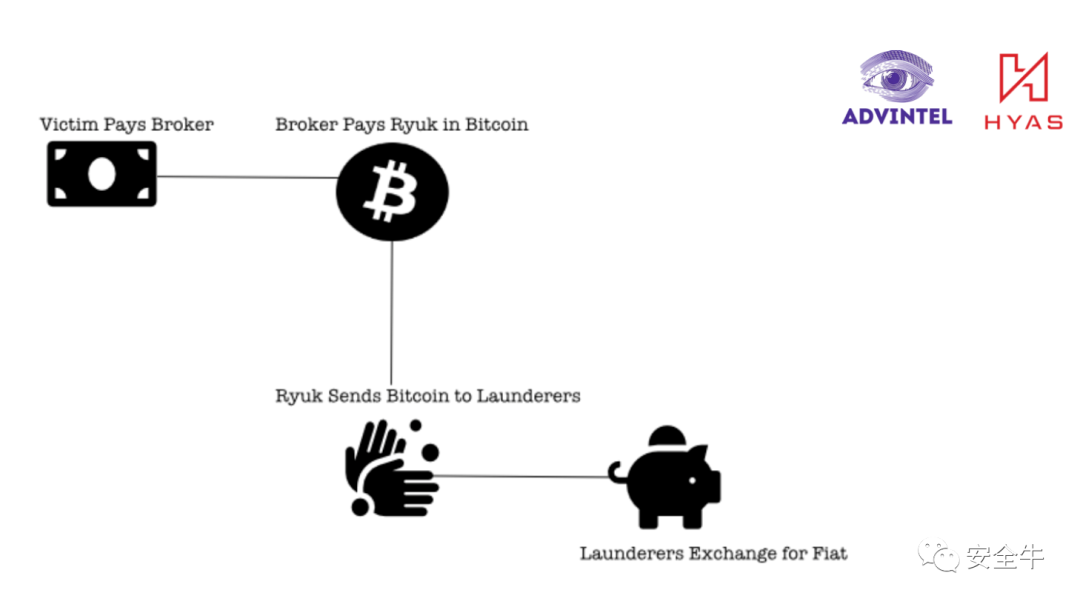 ADVINTEL
HYAS
Victim Pays Broker
Broker Pays Ryuk in Bitcoin
Ryuk Sends Bitcoin to Launderers
Launderers Exchange for Fiat
安全牛